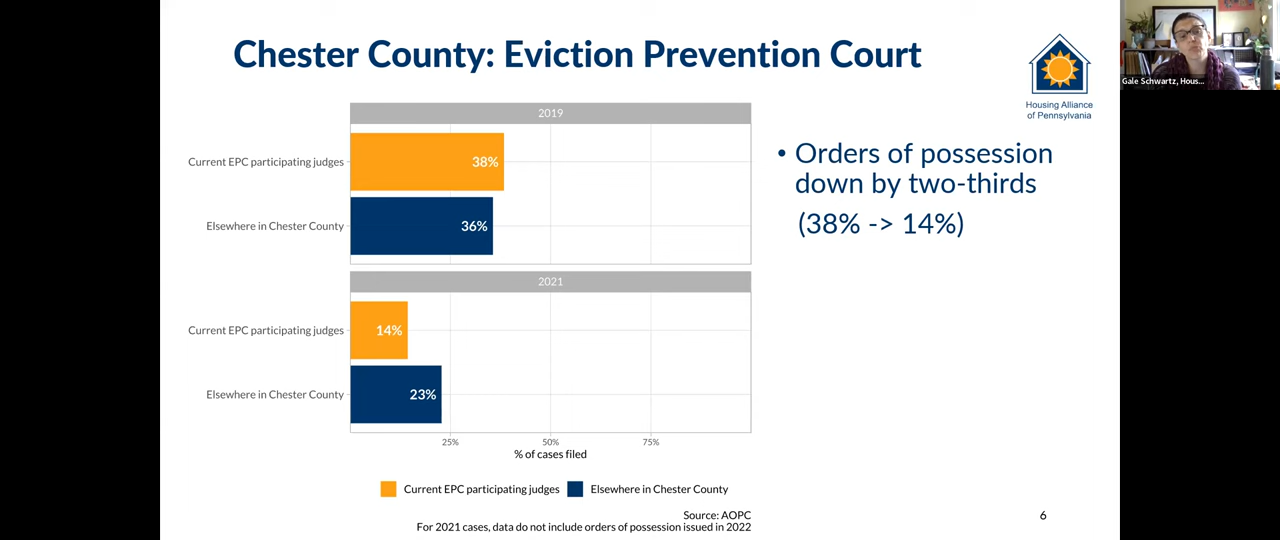 Chester County: Eviction Prevention Court
Housing Alliance
of Pennsylvania
Gale Schwartz, Hous...
2019
Current EPC participating judges
38%
Elsewhere in Chester County
36%
2021
Current EPC participating judges
14%
Elsewhere in Chester County
23%
25%
50%
75%
% of cases filed
Current EPC participating judges
Elsewhere in Chester County
Source: AOPC
For 2021 cases, data do not include orders of possession issued in 2022
• Orders of possession
down by two-thirds
(38% -> 14%)
6